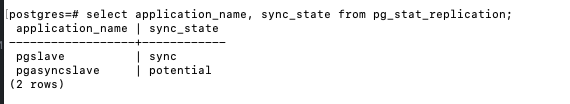 [postgres=# select application_name, sync_state from pg_stat_replication;
 application_name | sync_state
------------------+------------
 pgslave          | sync
 pgasyncslave     | potential
(2 rows)